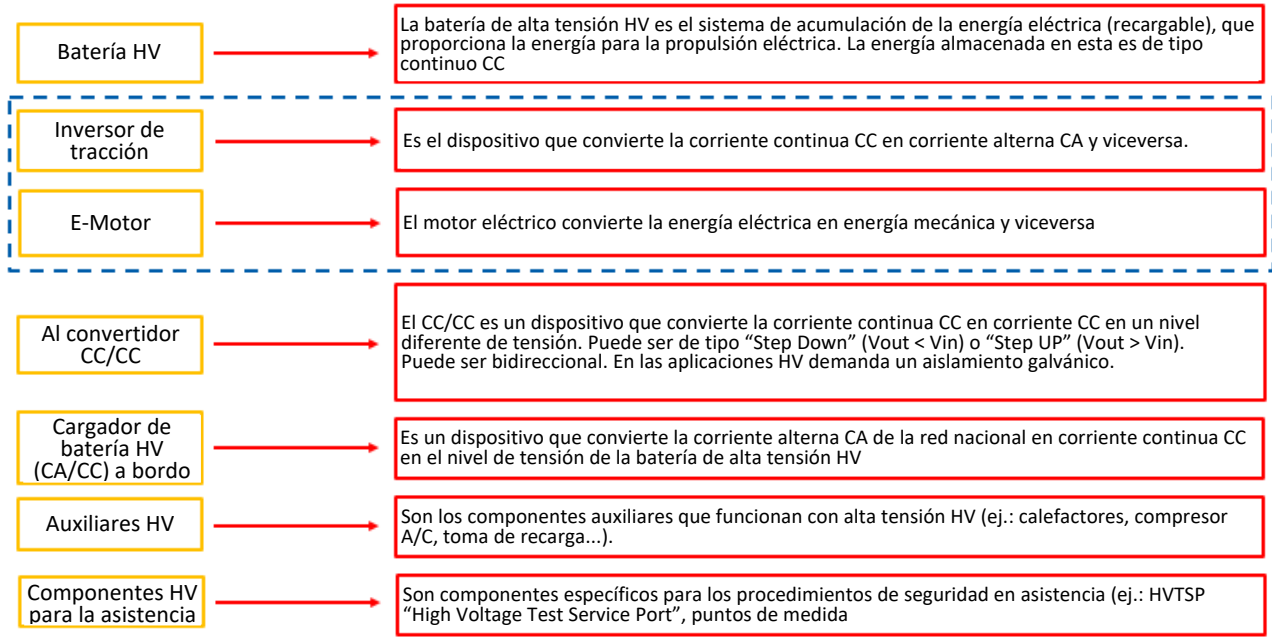 Batería HV
La batería de alta tensión HV es el sistema de acumulación de la energía eléctrica (recargable), que
proporciona la energía para la propulsión eléctrica. La energía almacenada en esta es de tipo
continuo CC
Inversor de
tracción
Es el dispositivo que convierte la corriente continua CC en corriente alterna CA y viceversa.
E-Motor
El motor eléctrico convierte la energía eléctrica en energía mecánica y viceversa
Al convertidor
CC/CC
El CC/CC es un dispositivo que convierte la corriente continua CC en corriente CC en un nivel
diferente de tensión. Puede ser de tipo “Step Down” (Vout < Vin) o “Step UP” (Vout > Vin).
Puede ser bidireccional. En las aplicaciones HV demanda un aislamiento galvánico.
Cargador de
batería HV
(CA/CC) a bordo
Es un dispositivo que convierte la corriente alterna CA de la red nacional en corriente continua CC
en el nivel de tensión de la batería de alta tensión HV
Auxiliares HV
Son los componentes auxiliares que funcionan con alta tensión HV (ej.: calefactores, compresor
A/C, toma de recarga...).
Componentes HV
para la asistencia
Son componentes específicos para los procedimientos de seguridad en asistencia (ej.: HVTSP
“High Voltage Test Service Port”, puntos de medida